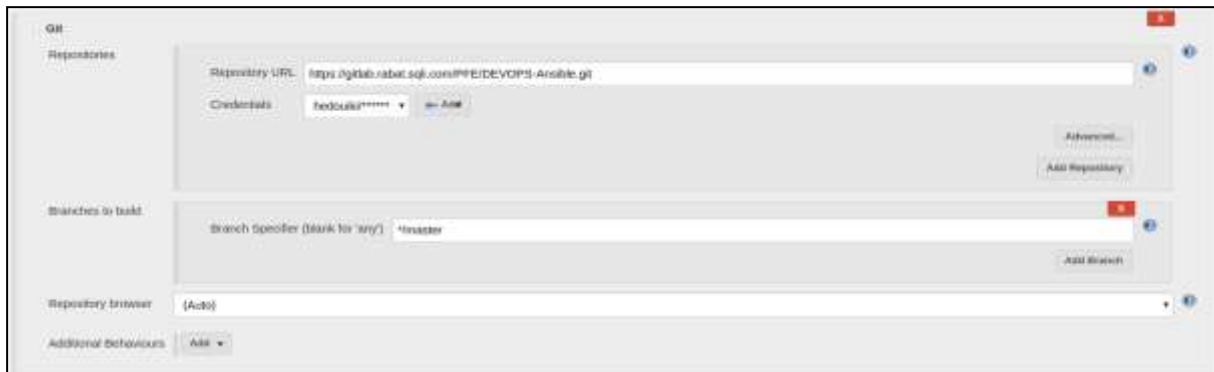 Git
X
Repositories
Repository URL https://gitlab.rabat.sqli.com/PFE/DEVOPS-Ansible.git
Credentials Add
Advanced...
Add Repository
Branches to build
X
Branch Specifier (blank for 'any') */master
Add Branch
Repository browser (Auto)
Additional Behaviours Add